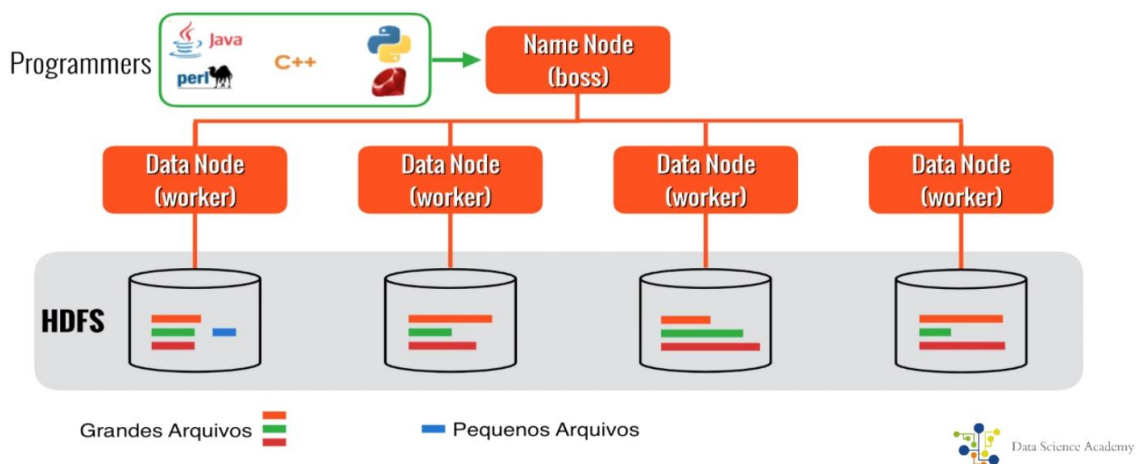 Programmers
Java
perl
C++
Name Node
(boss)
Data Node
(worker)
Data Node
(worker)
Data Node
(worker)
Data Node
(worker)
HDFS
Grandes Arquivos
Pequenos Arquivos
Data Science Academy